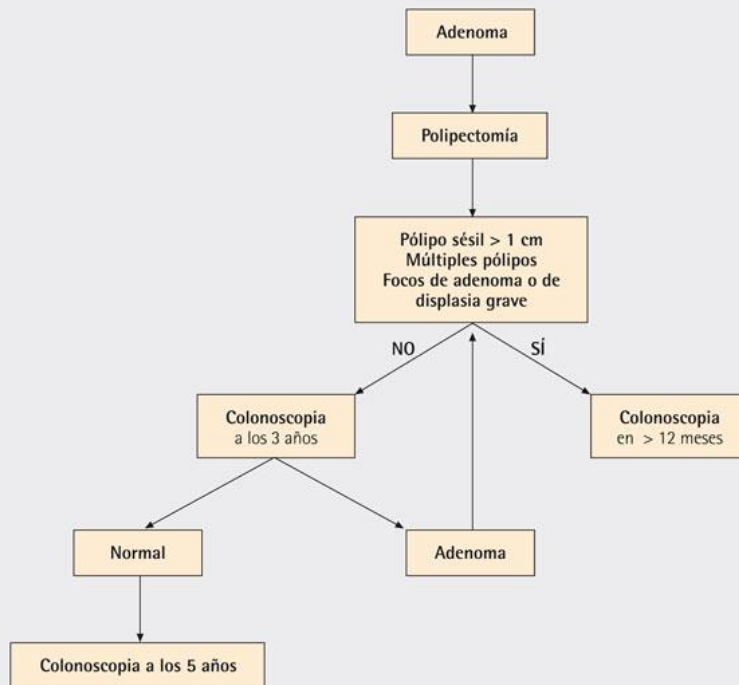 Adenoma
Polipectomía
Pólipo sésil > 1 cm
Múltiples pólipos
Focos de adenoma o de
displasia grave
NO
SÍ
Colonoscopia
a los 3 años
Colonoscopia
en > 12 meses
Normal
Adenoma
Colonoscopia a los 5 años